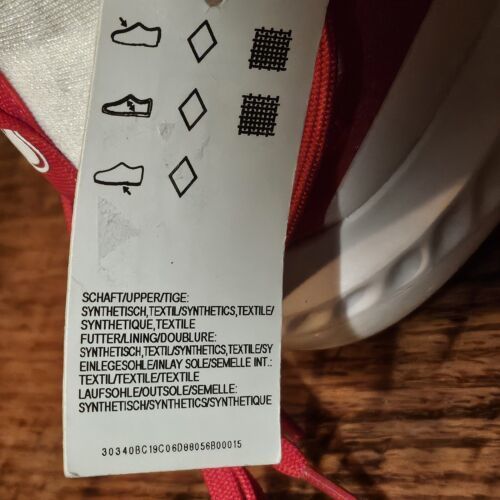 SCHAFT/UPPER/TIGE:
SYNTHETISCH,TEXTIL/SYNTHETICS,TEXTILE/
SYNTHETIQUE,TEXTILE
FUTTER/LINING/DOUBLURE:
SYNTHETISCH,TEXTIL/SYNTHETICS,TEXTILE/SY
EINLEGESOHLE/INLAY SOLE/SEMELLE INT.:
TEXTIL/TEXTILE/TEXTILE
LAUFSOHLE/OUTSOLE/SEMELLE:
SYNTHETISCH/SYNTHETICS/SYNTHETIQUE
30340BC19C06D88056B00015